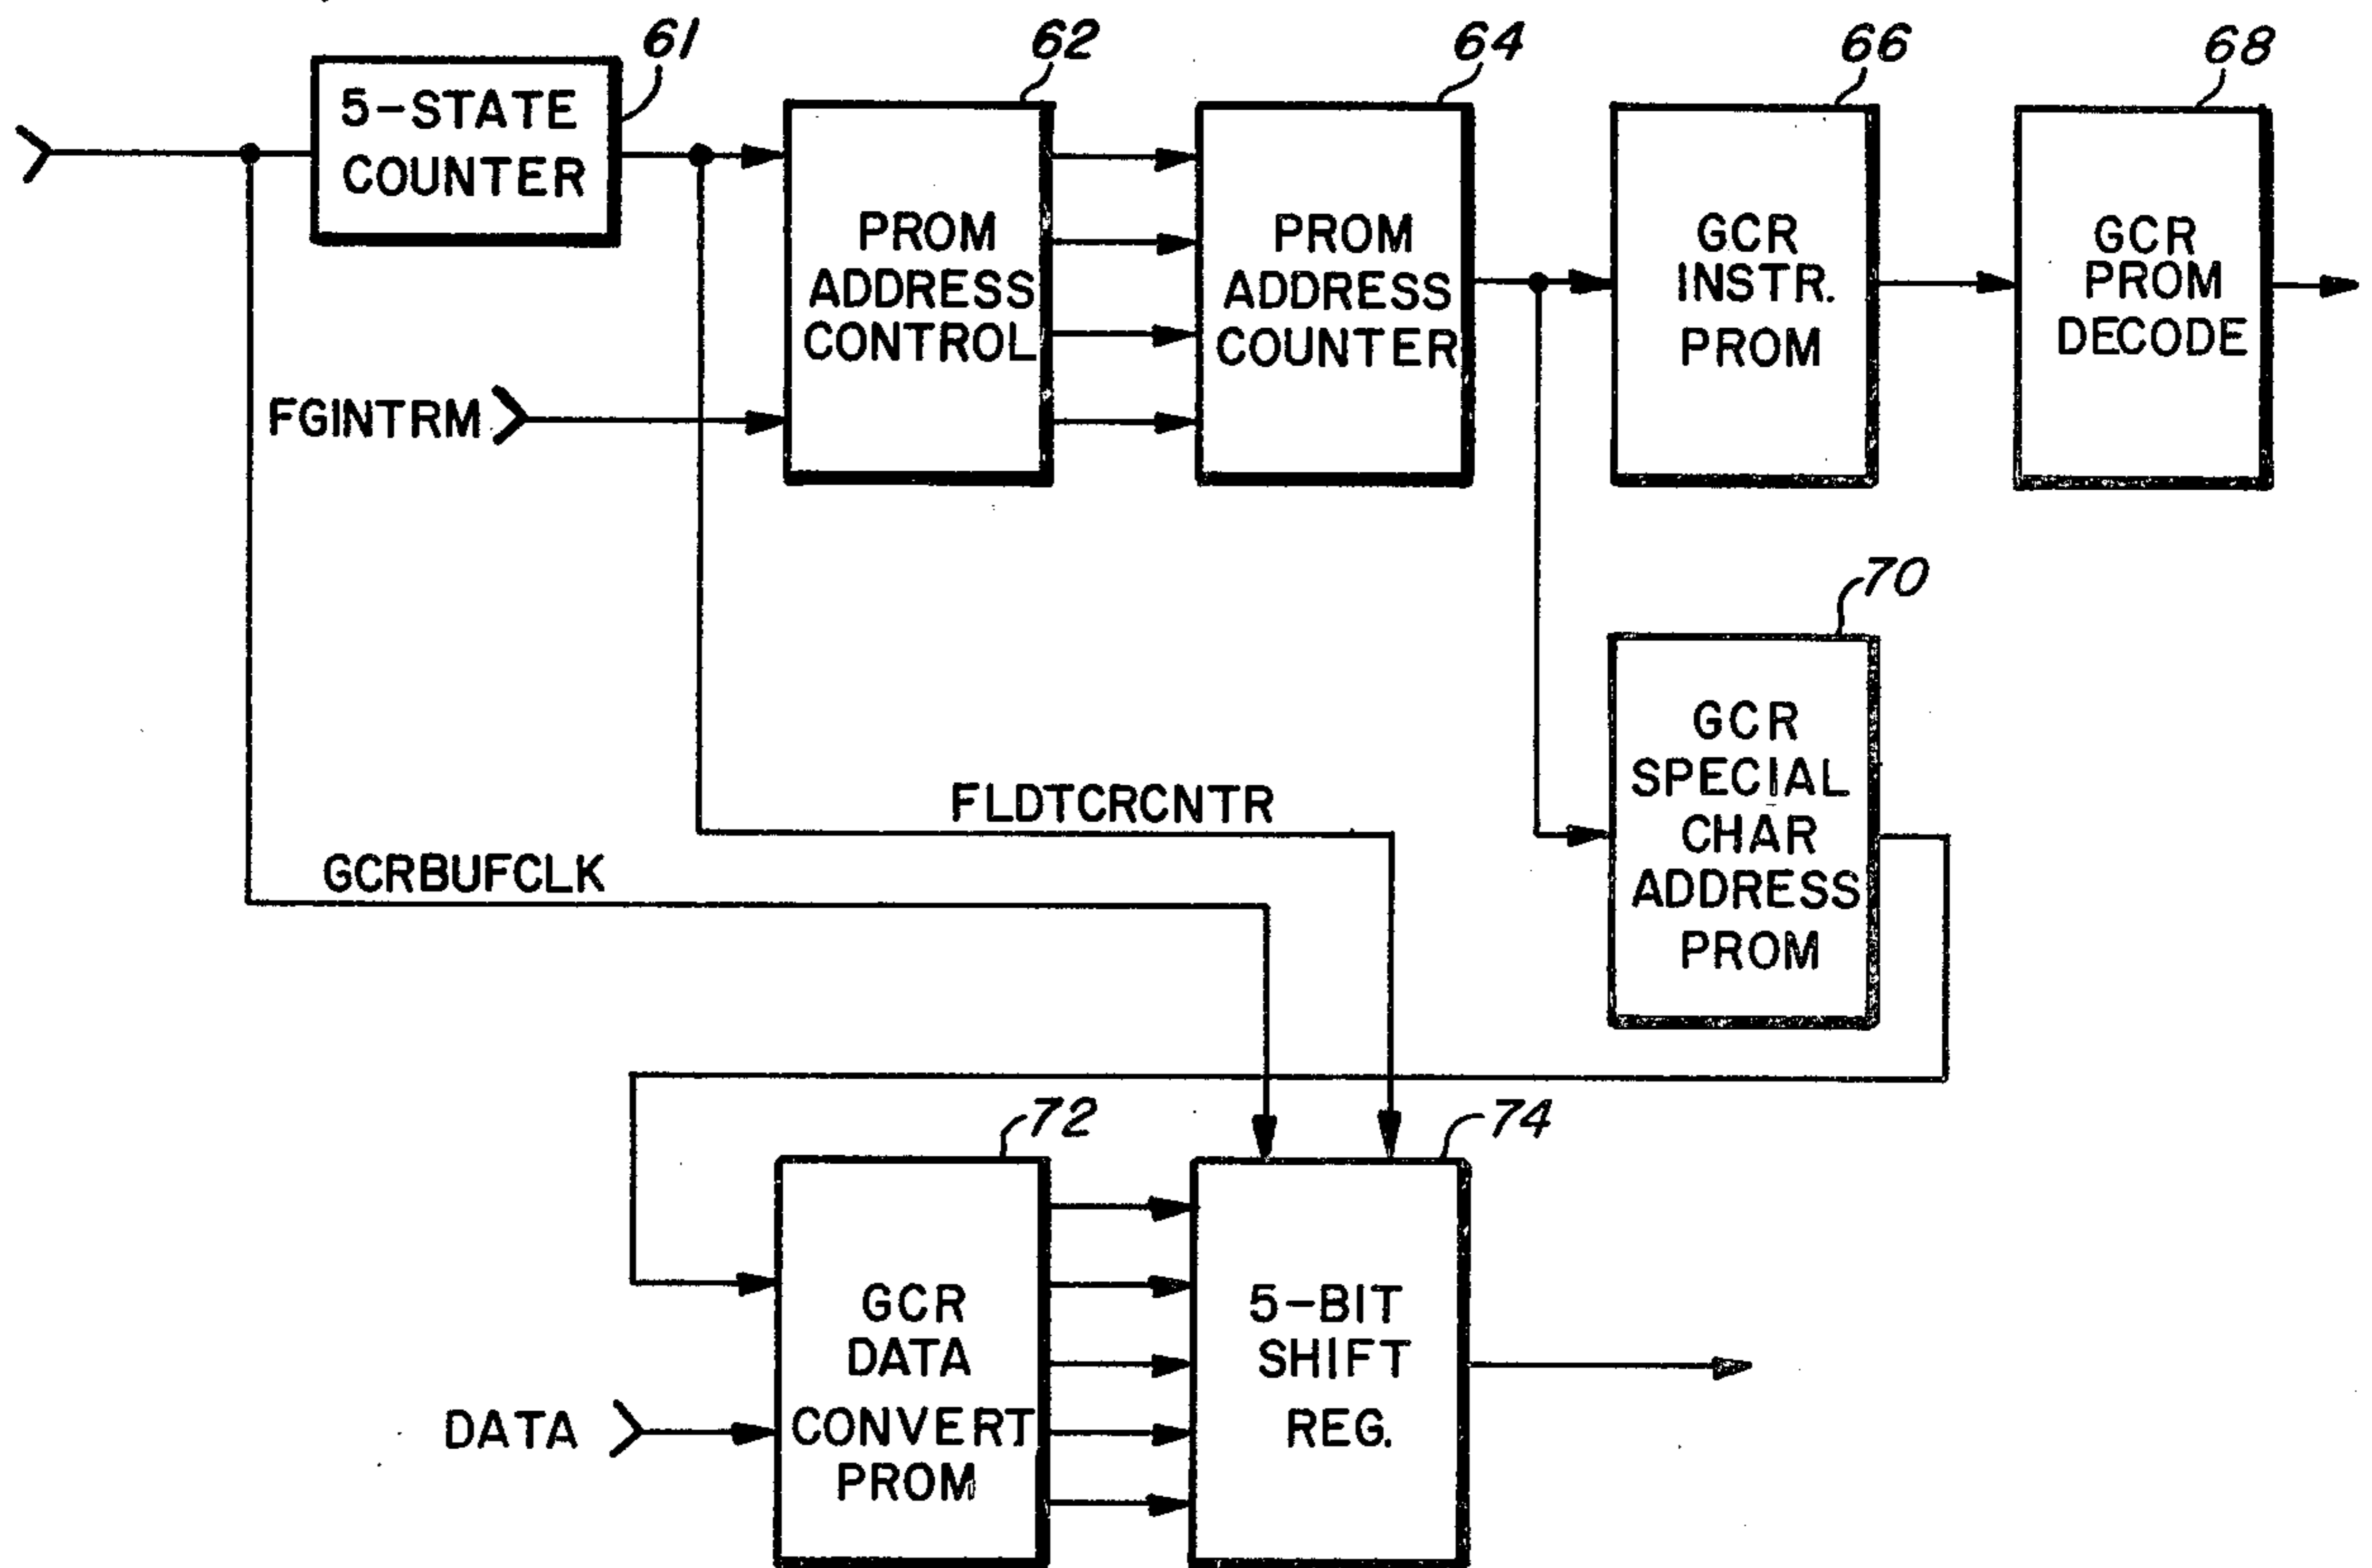 61
5-STATE
COUNTER
62
PROM
ADDRESS
CONTROL
64
PROM
ADDRESS
COUNTER
66
GCR
INSTR.
PROM
68
GCR
PROM
DECODE
FGINTRM
70
GCR
SPECIAL
CHAR
ADDRESS
PROM
FLDTCRCNTR
GCRBUFCLK
72
GCR
DATA
CONVERT
PROM
74
5-BIT
SHIFT
REG.
DATA